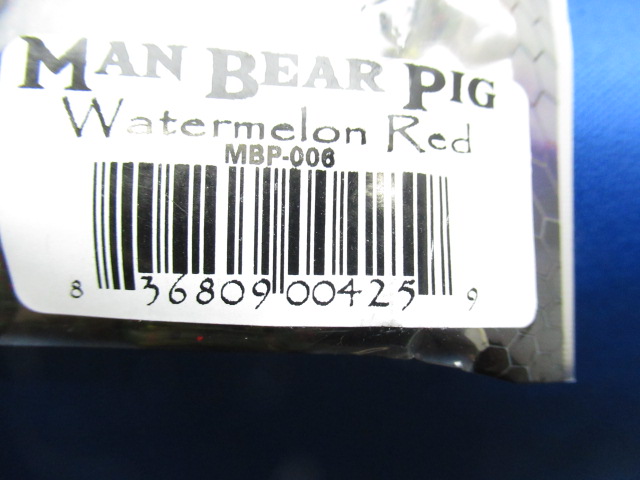 Man Bear Pig
Watermelon Red
MBP-006
8 36809 00425 9